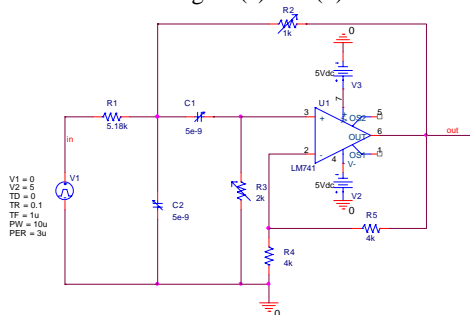 R2
1k
0
5Vdc
V3
R1
5.18k
C1
5e-9
U1
3
+
7
OS2
5
in
OUT
6
out
2
-
4
OS1
1
V-
LM741
V1 = 0
V2 = 5
TD = 0
TR = 0.1
TF = 1u
PW = 10u
PER = 3u
V1
C2
5e-9
R3
2k
5Vdc
V2
0
R5
4k
R4
4k
0